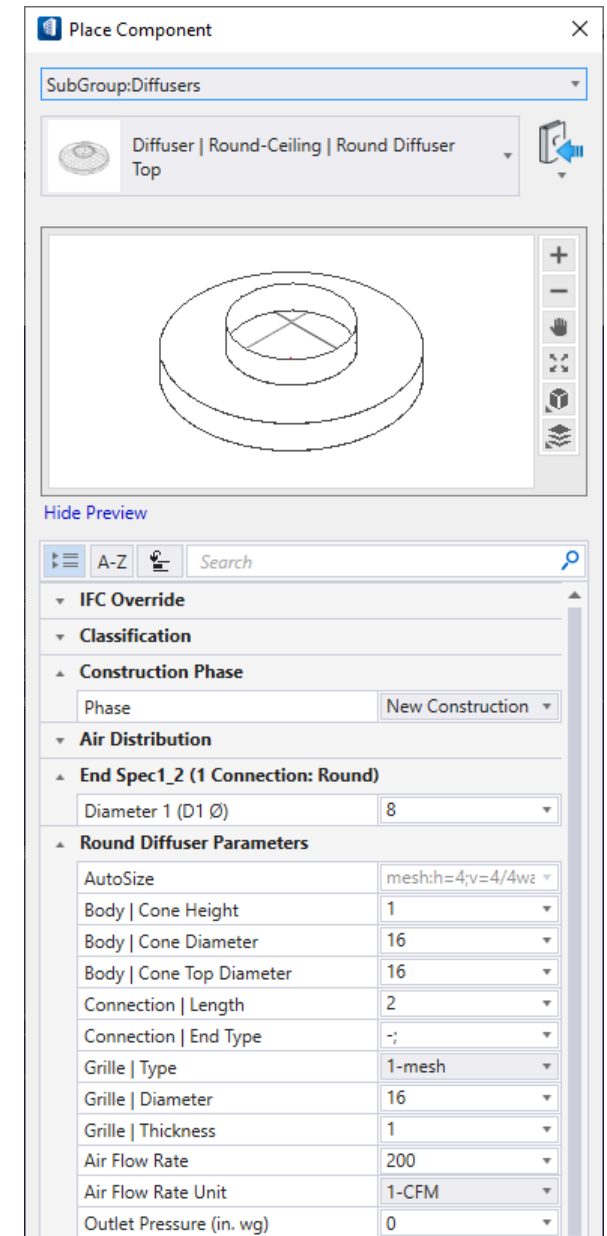 Place Component
SubGroup:Diffusers
Diffuser | Round-Ceiling | Round Diffuser
Top
Hide Preview
A-Z Search
IFC Override
Classification
Construction Phase
Phase New Construction
Air Distribution
End Spec1_2 (1 Connection: Round)
Diameter 1 (D1 Ø) 8
Round Diffuser Parameters
AutoSize mesh:h=4;v=4/4wa
Body | Cone Height 1
Body | Cone Diameter 16
Body | Cone Top Diameter 16
Connection | Length 2
Connection | End Type -;
Grille | Type 1-mesh
Grille | Diameter 16
Grille | Thickness 1
Air Flow Rate 200
Air Flow Rate Unit 1-CFM
Outlet Pressure (in. wg) 0